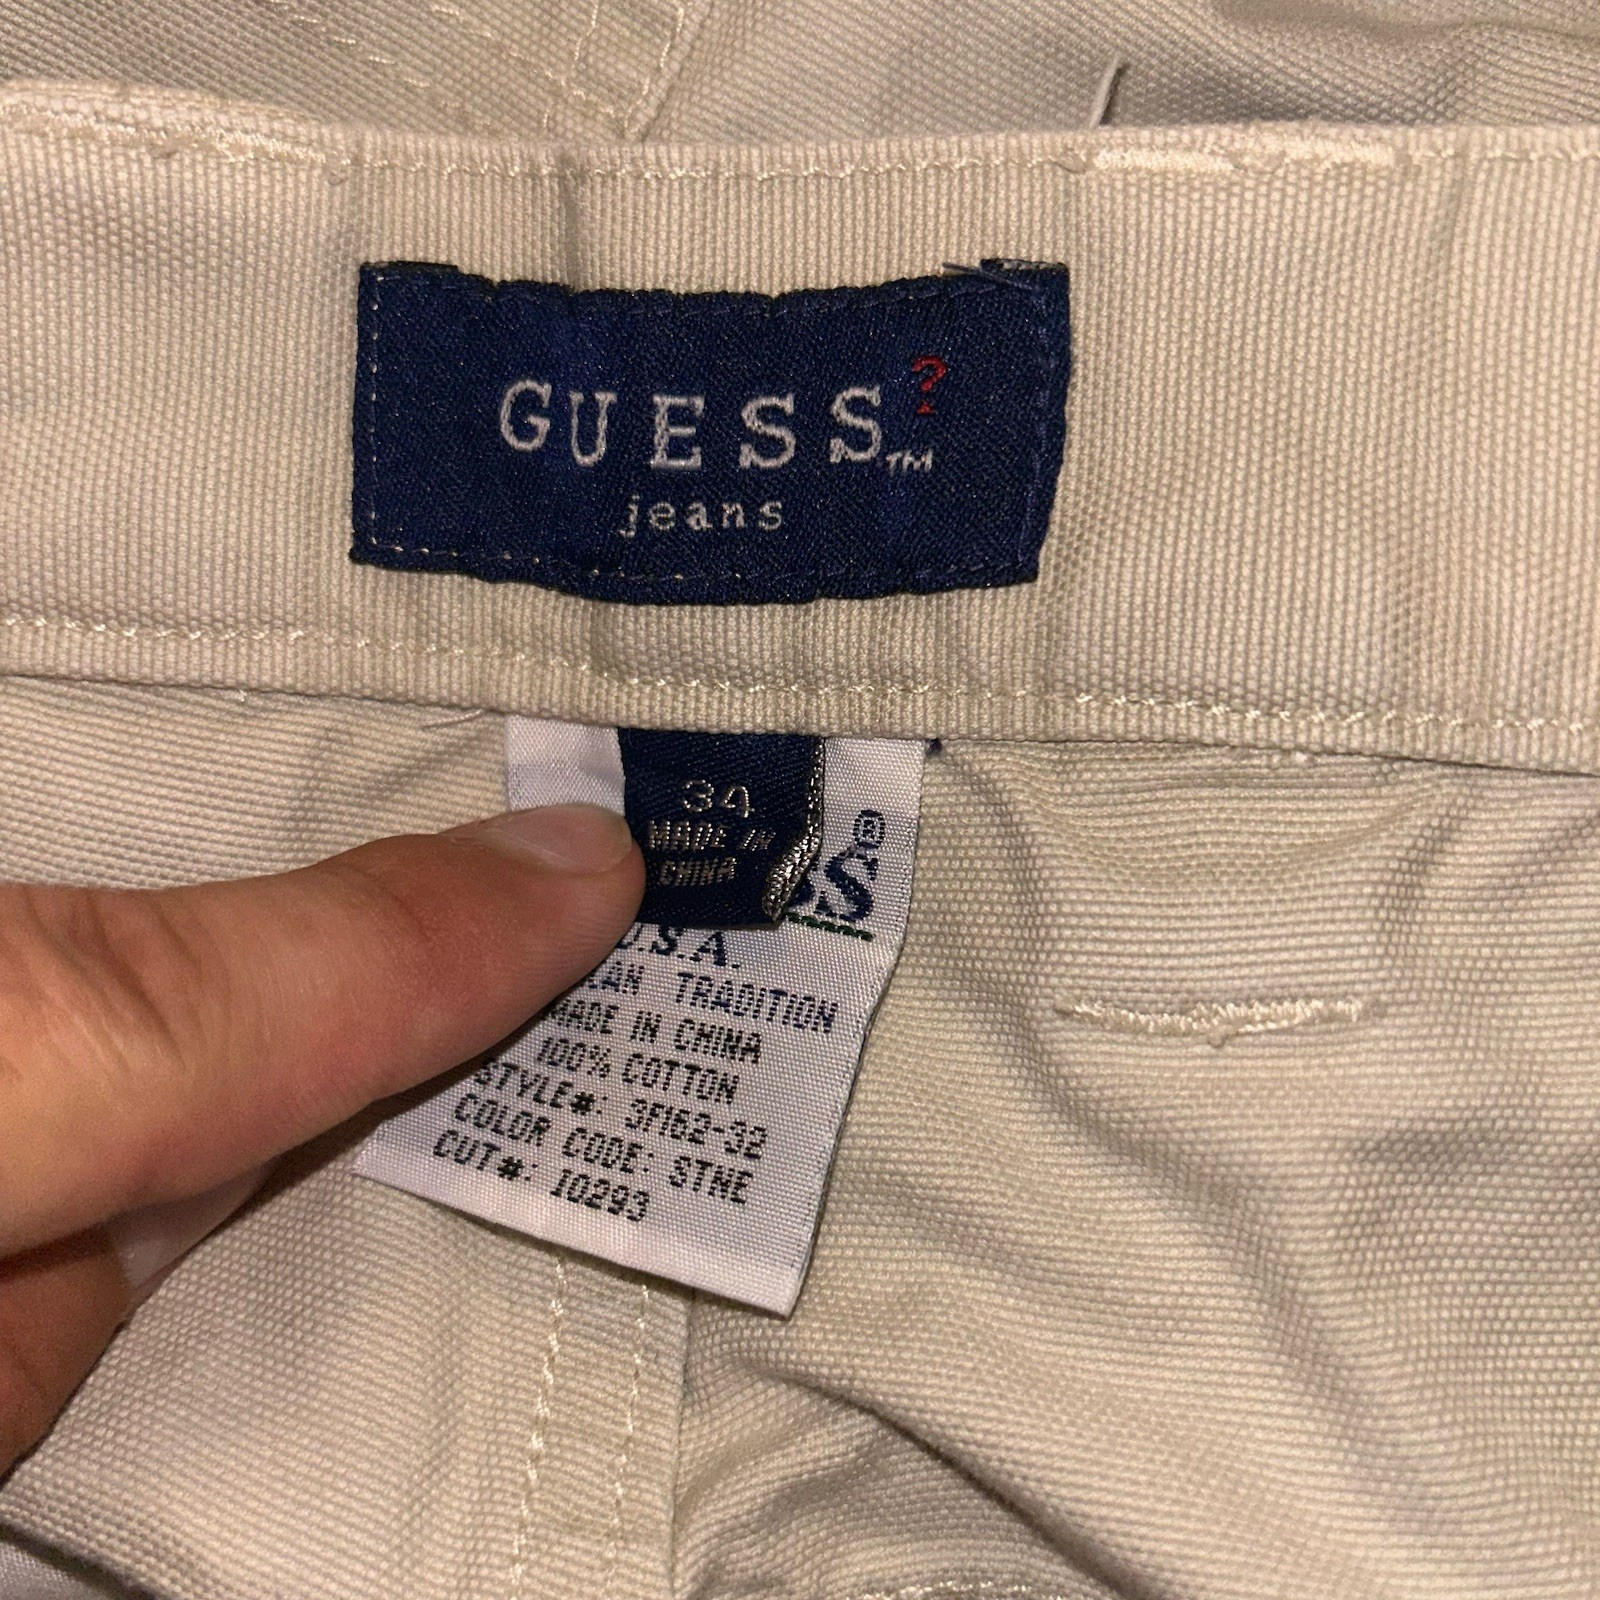 GUESS?™
jeans
34
MADE IN
CHINA
U.S.A.
TRADITION
MADE IN CHINA
100% COTTON
STYLE#: 3F162-32
COLOR CODE: STNE
CUT#: 10293